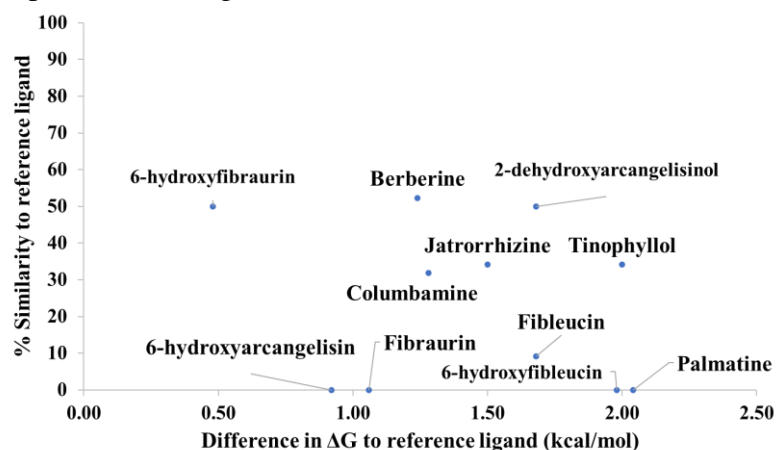 100
90
80
70
60
50
40
30
20
10
0
% Similarity to reference ligand
6-hydroxyfibraurin
Berberine
2-dehydroxyarcangelisinol
Jatrorrhizine
Tinophyllol
Columbamine
Fibleucin
6-hydroxyarcangelisin
Fibraurin
6-hydroxyfibleucin
Palmatine
0.00 0.50 1.00 1.50 2.00 2.50
Difference in ΔG to reference ligand (kcal/mol)